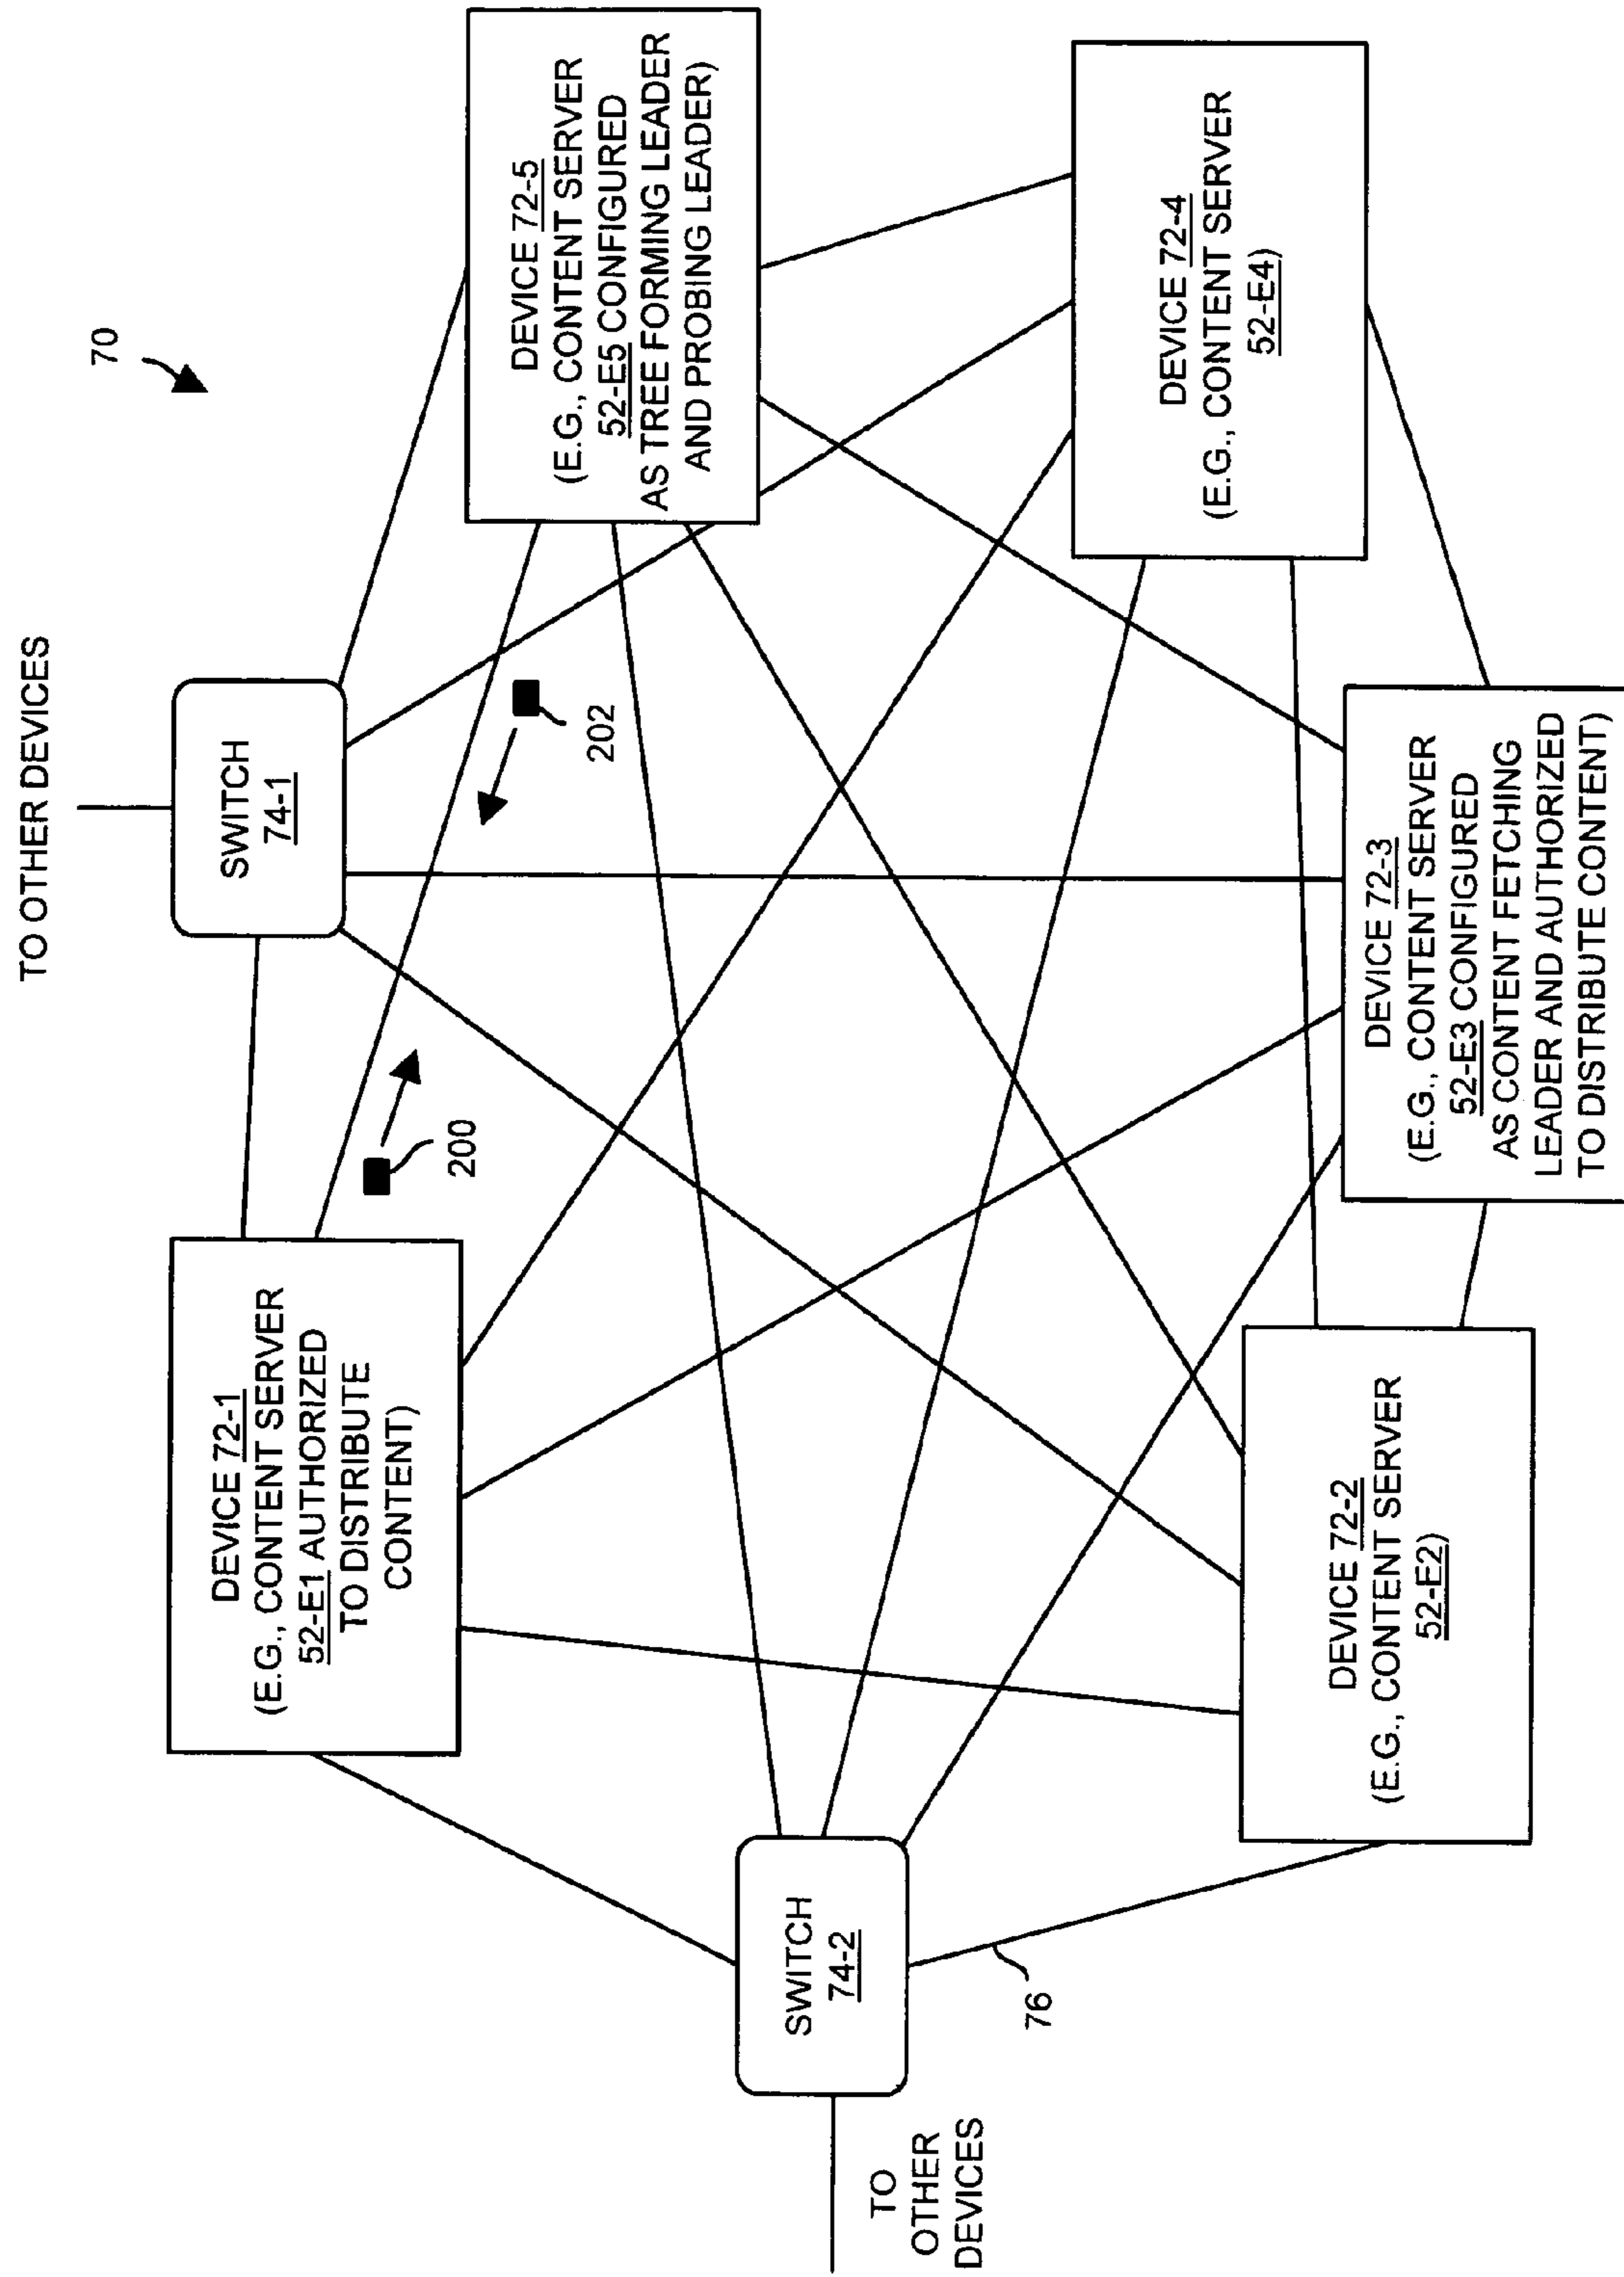 70
TO OTHER DEVICES
SWITCH
74-1
DEVICE 72-1
(E.G., CONTENT SERVER
52-E1 AUTHORIZED
TO DISTRIBUTE
CONTENT)
200
202
DEVICE 72-5
(E.G., CONTENT SERVER
52-E5 CONFIGURED
AS TREE FORMING LEADER
AND PROBING LEADER)
SWITCH
74-2
TO
OTHER
DEVICES
76
DEVICE 72-2
(E.G., CONTENT SERVER
52-E2)
DEVICE 72-3
(E.G., CONTENT SERVER
52-E3 CONFIGURED
AS CONTENT FETCHING
LEADER AND AUTHORIZED
TO DISTRIBUTE CONTENT)
DEVICE 72-4
(E.G., CONTENT SERVER
52-E4)